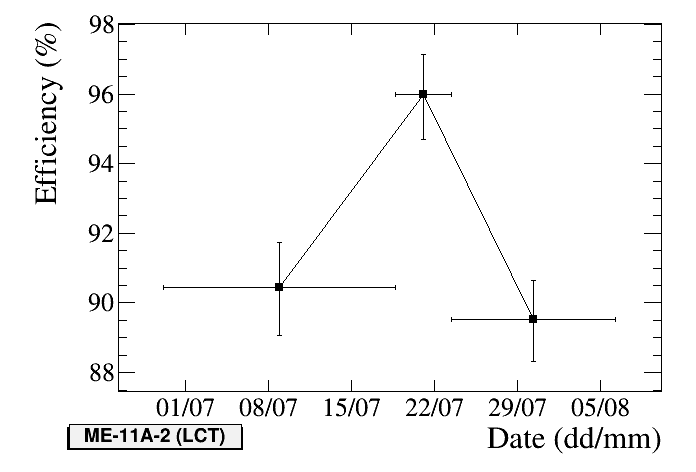 98
96
94
92
90
88
Efficiency (%)
01/07 08/07 15/07 22/07 29/07 05/08
Date (dd/mm)
ME-11A-2 (LCT)